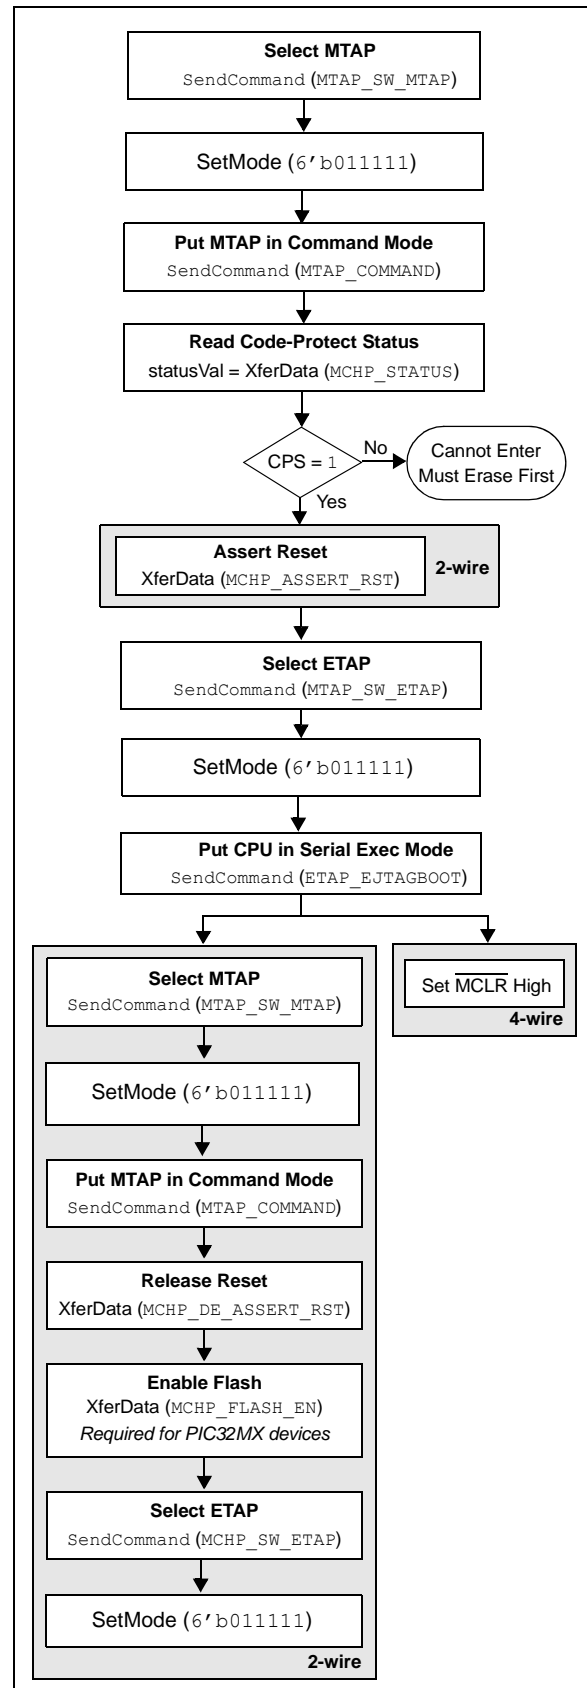 Select MTAP
SendCommand (MTAP_SW_MTAP)
SetMode (6'b011111)
Put MTAP in Command Mode
SendCommand (MTAP_COMMAND)
Read Code-Protect Status
statusVal = XferData (MCHP_STATUS)
CPS = 1
No
Cannot Enter
Must Erase First
Yes
Assert Reset
XferData (MCHP_ASSERT_RST)
2-wire
Select ETAP
SendCommand (MTAP_SW_ETAP)
SetMode (6'b011111)
Put CPU in Serial Exec Mode
SendCommand (ETAP_EJTAGBOOT)
Select MTAP
SendCommand (MTAP_SW_MTAP)
Set MCLR High
4-wire
SetMode (6'b011111)
Put MTAP in Command Mode
SendCommand (MTAP_COMMAND)
Release Reset
XferData (MCHP_DE_ASSERT_RST)
Enable Flash
XferData (MCHP_FLASH_EN)
Required for PIC32MX devices
Select ETAP
SendCommand (MCHP_SW_ETAP)
SetMode (6'b011111)
2-wire